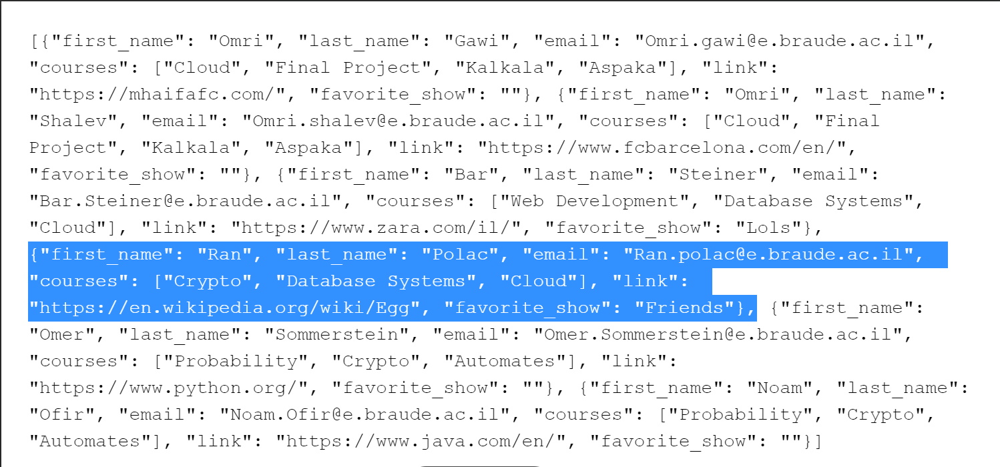 [{"first_name": "Omri", "last_name": "Gawi", "email": "Omri.gawi@e.braude.ac.il",
"courses": ["Cloud", "Final Project", "Kalkala", "Aspaka"], "link":
"https://mhaifafc.com/", "favorite_show": ""}, {"first_name": "Omri", "last_name":
"Shalev", "email": "Omri.shalev@e.braude.ac.il", "courses": ["Cloud", "Final
Project", "Kalkala", "Aspaka"], "link": "https://www.fcbarcelona.com/en/",
"favorite_show": ""}, {"first_name": "Bar", "last_name": "Steiner", "email":
"Bar.Steiner@e.braude.ac.il", "courses": ["Web Development", "Database Systems",
"Cloud"], "link": "https://www.zara.com/il/", "favorite_show": "Lols"},
{"first_name": "Ran", "last_name": "Polac", "email": "Ran.polac@e.braude.ac.il",
"courses": ["Crypto", "Database Systems", "Cloud"], "link":
"https://en.wikipedia.org/wiki/Egg", "favorite_show": "Friends"}, {"first_name":
"Omer", "last_name": "Sommerstein", "email": "Omer.Sommerstein@e.braude.ac.il",
"courses": ["Probability", "Crypto", "Automates"], "link":
"https://www.python.org/", "favorite_show": ""}, {"first_name": "Noam", "last_name":
"Ofir", "email": "Noam.Ofir@e.braude.ac.il", "courses": ["Probability", "Crypto",
"Automates"], "link": "https://www.java.com/en/", "favorite_show": ""}]